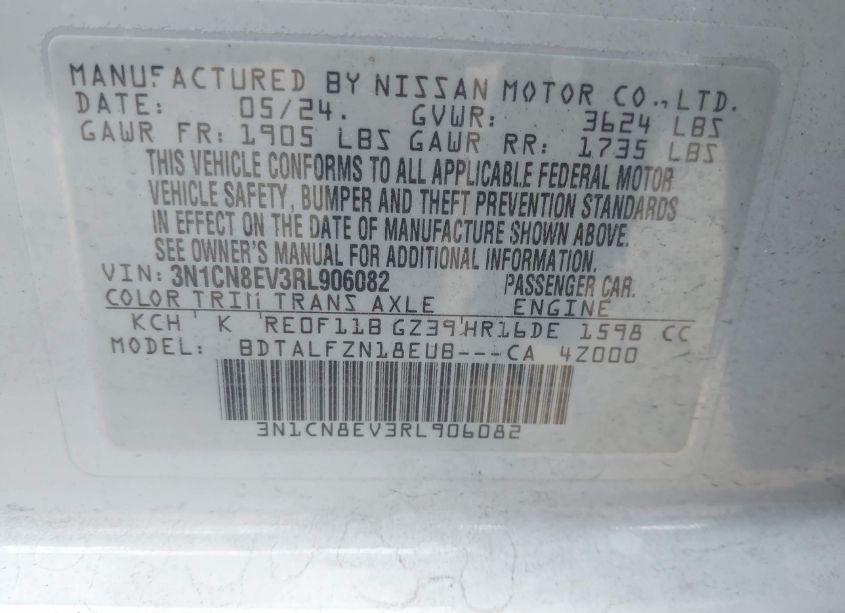 MANUFACTURED BY NISSAN MOTOR CO.,LTD.
DATE: 05/24. GVWR: 3624 LBS
GAWR FR: 1905 LBS GAWR RR: 1735 LBS
THIS VEHICLE CONFORMS TO ALL APPLICABLE FEDERAL MOTOR
VEHICLE SAFETY, BUMPER AND THEFT PREVENTION STANDARDS
IN EFFECT ON THE DATE OF MANUFACTURE SHOWN ABOVE.
SEE OWNER'S MANUAL FOR ADDITIONAL INFORMATION.
VIN: 3N1CN8EV3RL906082 PASSENGER CAR.
COLOR TRIM TRANS AXLE ENGINE
KCH K RE0F11B GZ39 HR16DE 1598 CC
MODEL: BDTALFZN18EUB---CA 4Z000
3N1CN8EV3RL906082